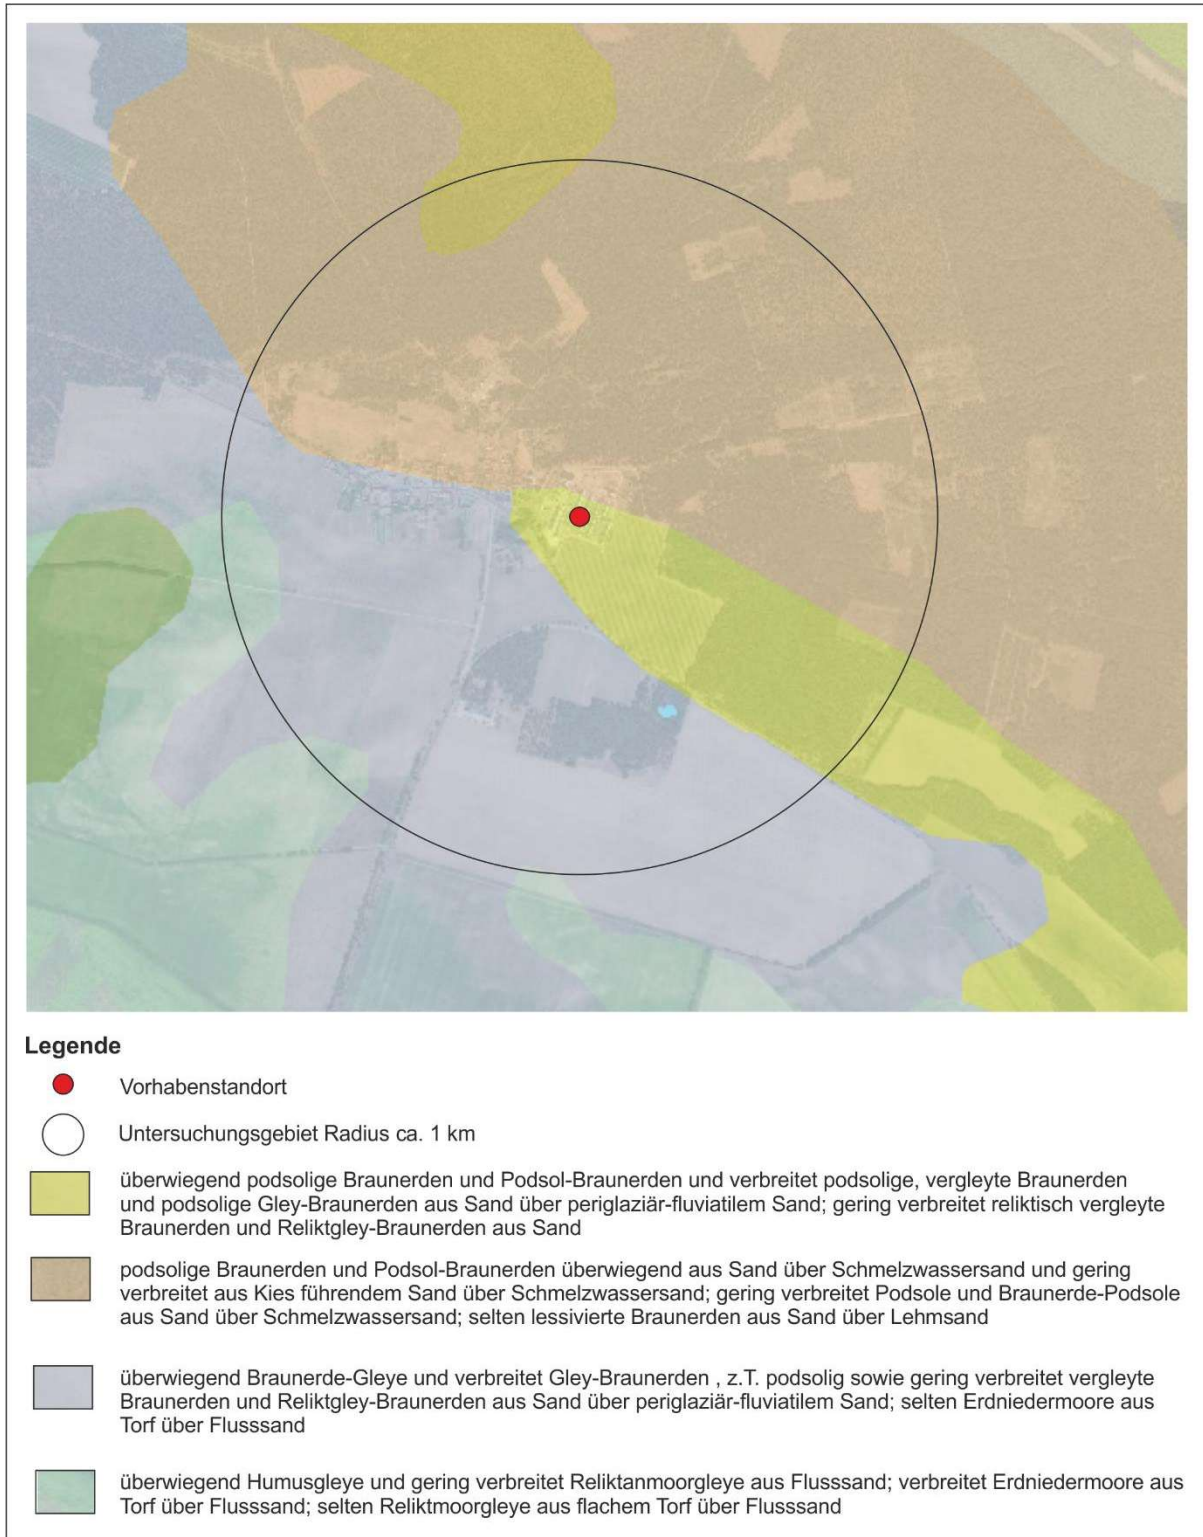 Legende
Vorhabenstandort
Untersuchungsgebiet Radius ca. 1 km
überwiegend podsolige Braunerden und Podsol-Braunerden und verbreitet podsolige, vergleyte Braunerden
und podsolige Gley-Braunerden aus Sand über periglaziär-fluviatilem Sand; gering verbreitet reliktisch vergleyte
Braunerden und Reliktgley-Braunerden aus Sand
podsolige Braunerden und Podsol-Braunerden überwiegend aus Sand über Schmelzwassersand und gering
verbreitet aus Kies führendem Sand über Schmelzwassersand; gering verbreitet Podsole und Braunerde-Podsole
aus Sand über Schmelzwassersand; selten lessivierte Braunerden aus Sand über Lehmsand
überwiegend Braunerde-Gleye und verbreitet Gley-Braunerden , z.T. podsolig sowie gering verbreitet vergleyte
Braunerden und Reliktgley-Braunerden aus Sand über periglaziär-fluviatilem Sand; selten Erdniedermoore aus
Torf über Flusssand
überwiegend Humusgleye und gering verbreitet Reliktanmoorgleye aus Flusssand; verbreitet Erdniedermoore aus
Torf über Flusssand; selten Reliktmoorgleye aus flachem Torf über Flusssand